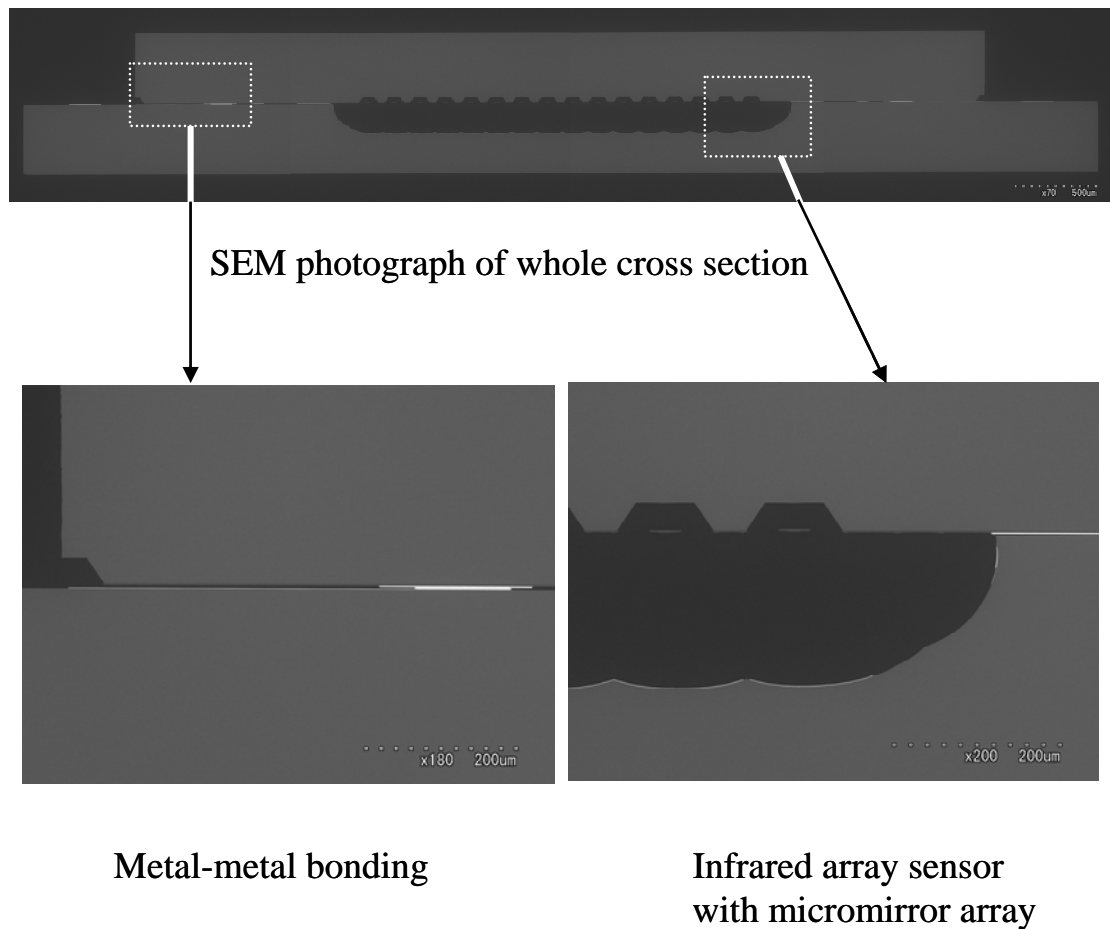 x70 500um
SEM photograph of whole cross section
x180 200um
x200 200um
Metal-metal bonding
Infrared array sensor
with micromirror array